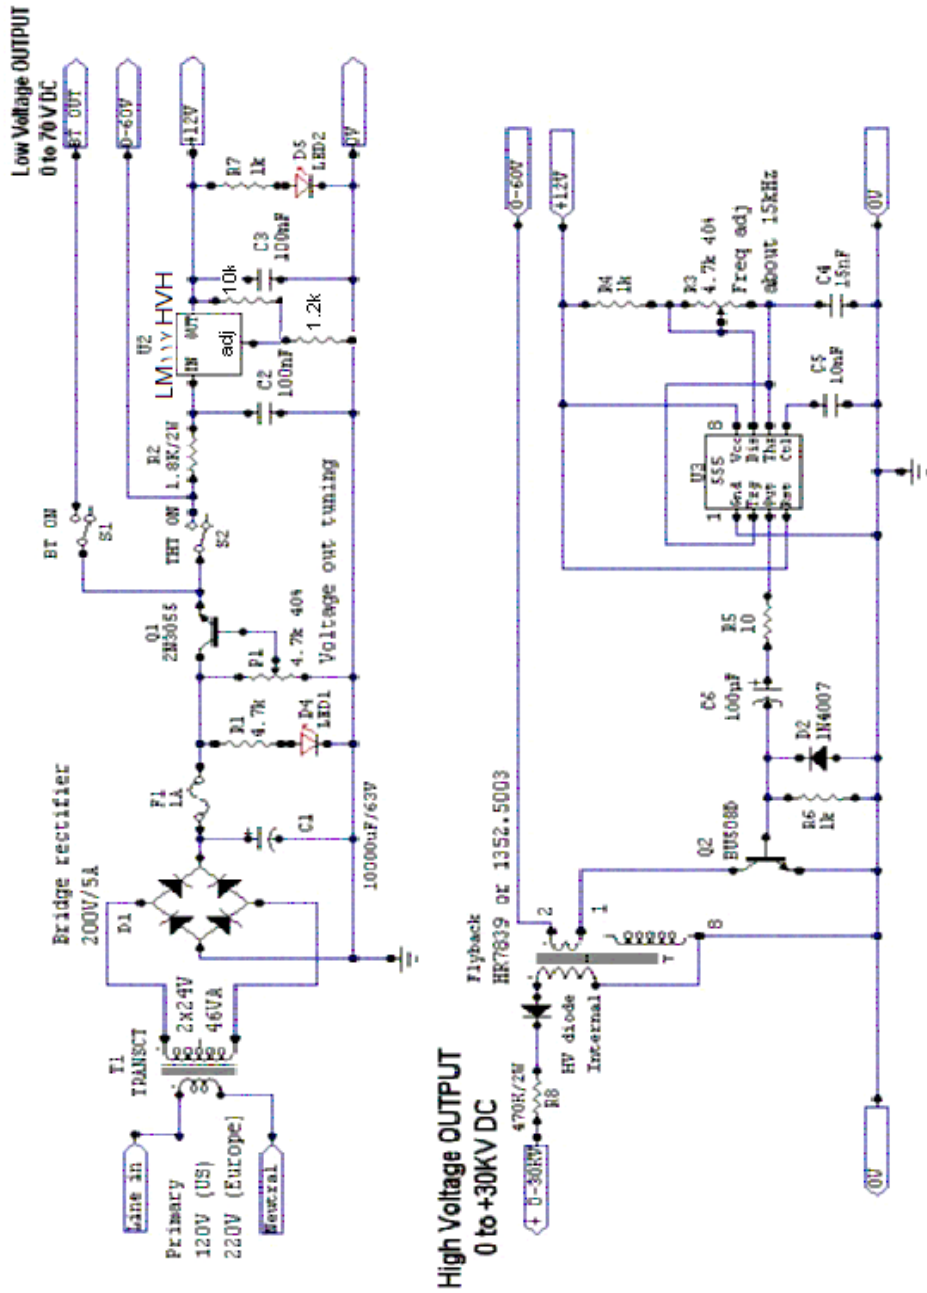 Low Voltage OUTPUT
0 to 70 V DC
BT OUT
0-60V
+12V
0V
Line in
Neutral
Primary
120V (US)
220V (Europe)
T1
TRANSCT
2x24V
46VA
Bridge rectifier
200V/5A
D1
C1
10000uF/63V
F1
1A
R1
4.7k
D4
LED1
Q1
2N3055
P1
4.7k 40%
Voltage out tuning
BT ON
S1
THT ON
S2
R2
1.8K/2W
C2
100nF
U2
IN
OUT
adj
10k
1.2k
C3
100nF
R7
1k
D5
LED2
High Voltage OUTPUT
0 to +30KV DC
+ 0-30KV
470K/2W
R8
HV diode
Internal
Flyback
HR7839 or 1352.5003
2
1
8
Q2
BU508D
R6
1k
D2
1N4007
C6
100µF
R5
10
U3
555
1
8
Gnd
Trg
Out
Rst
Vcc
Dis
Thr
Ctl
C5
10nF
C4
15nF
R4
1k
R3
4.7k 40%
Freq adj
about 15kHz
0-60V
+12V
0V
0V